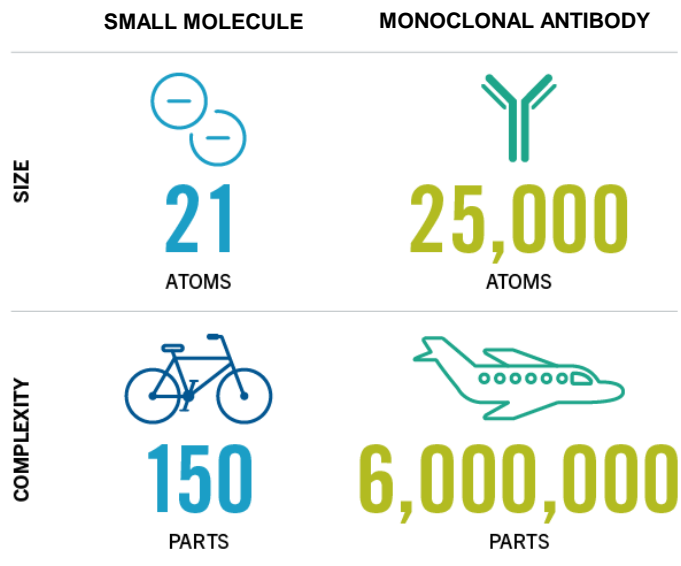 SMALL MOLECULE
MONOCLONAL ANTIBODY
SIZE
21
ATOMS
25,000
ATOMS
COMPLEXITY
150
PARTS
6,000,000
PARTS